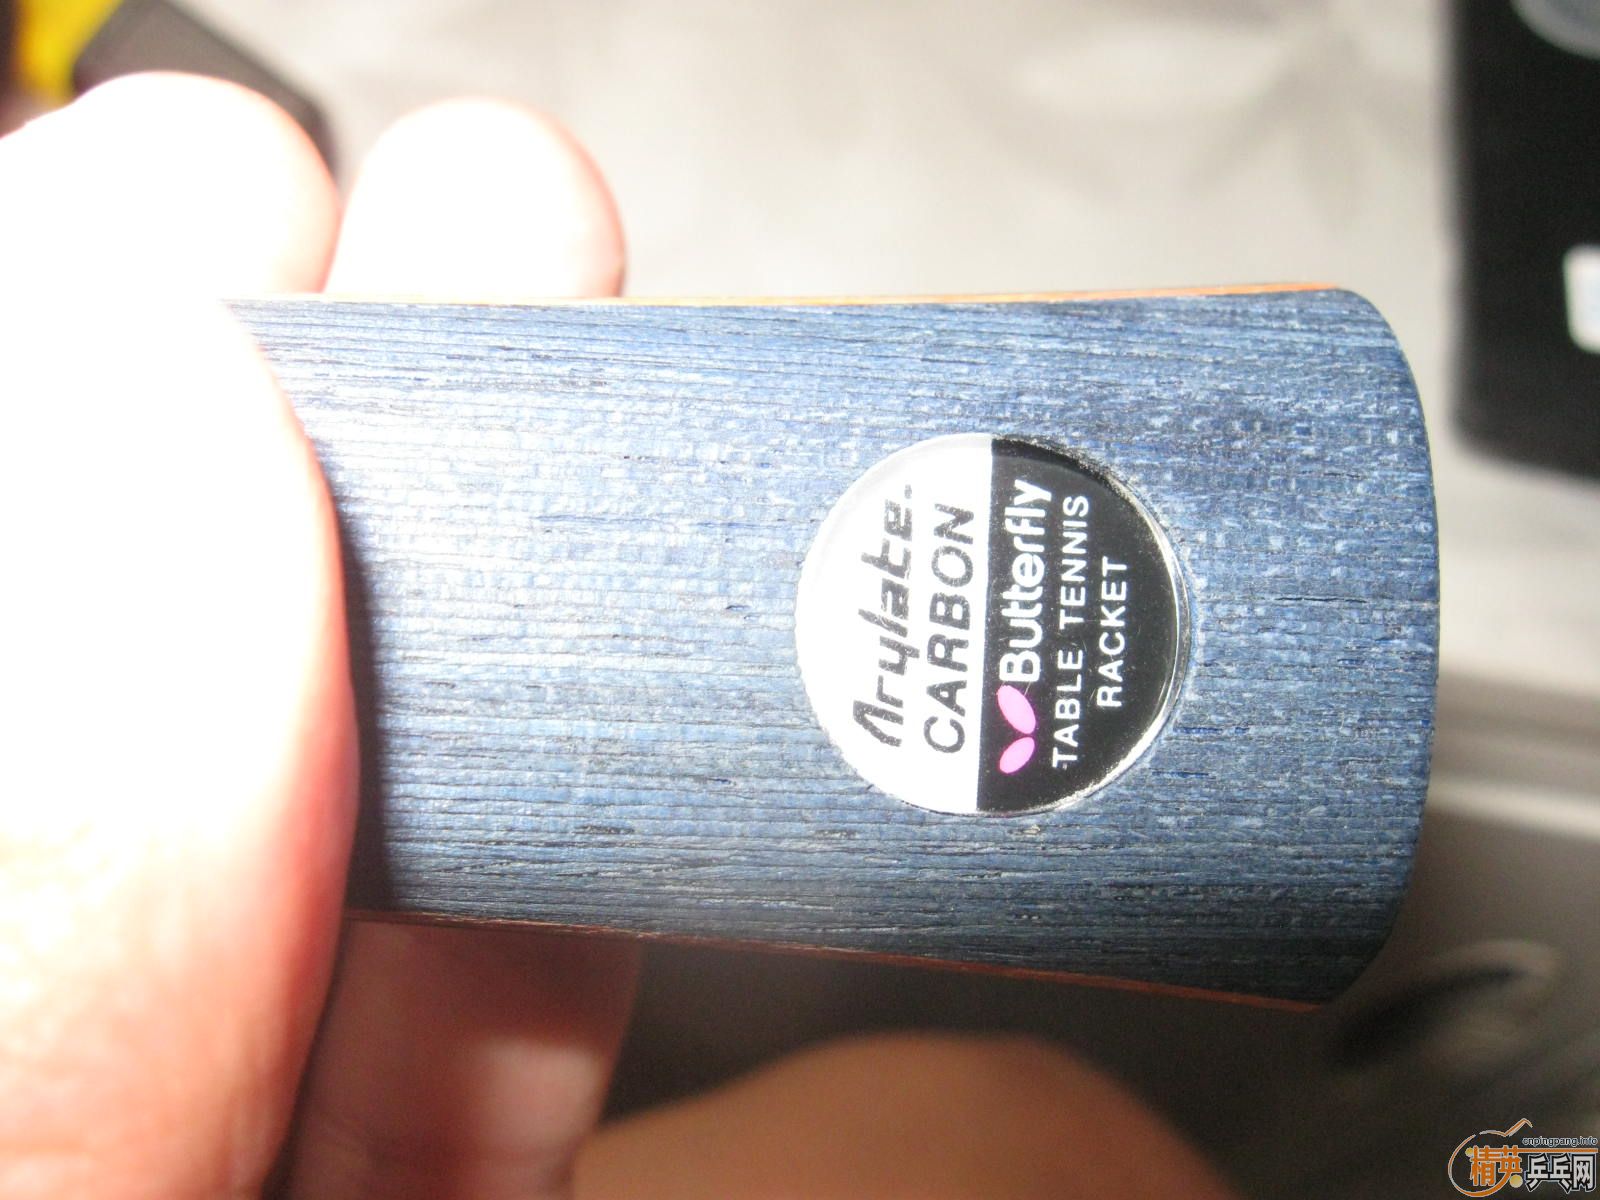 Arylate.
CARBON
Butterfly
TABLE TENNIS
RACKET
cnpingpang.info
精英乒乓网